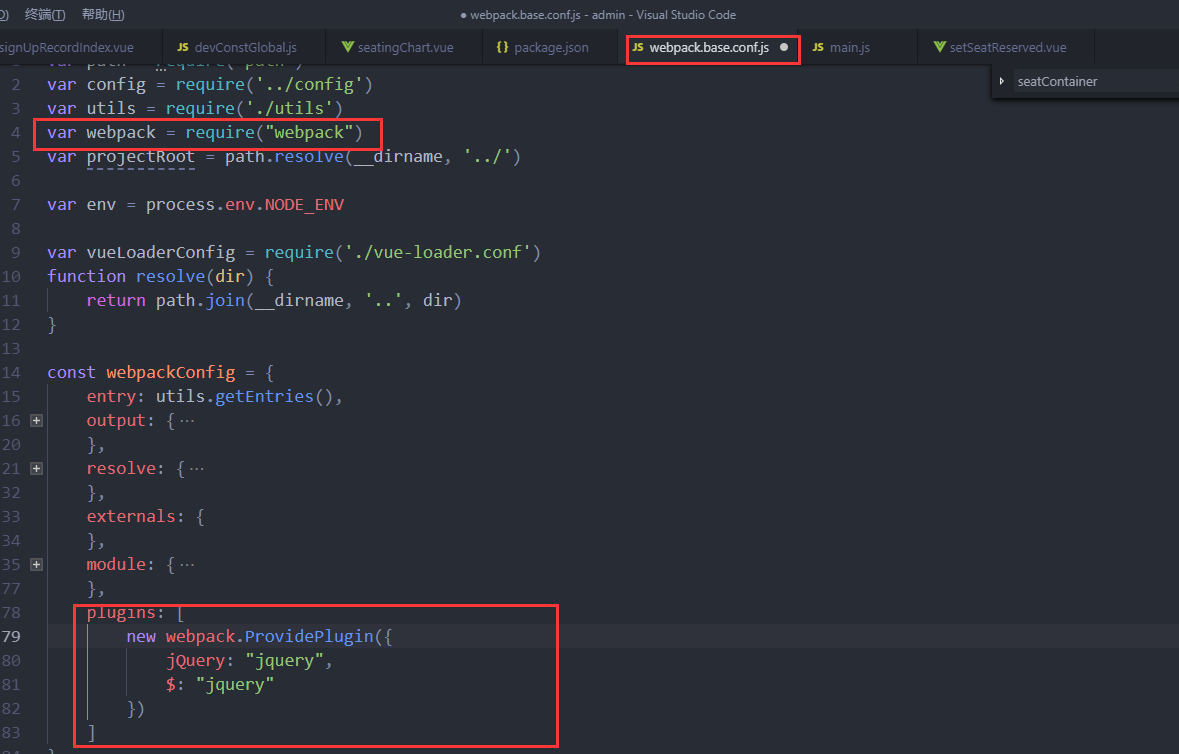 终端(T) 帮助(H) ● webpack.base.conf.js - admin - Visual Studio Code
signUpRecordIndex.vue JS devConstGlobal.js seatingChart.vue {} package.json JS webpack.base.conf.js ● JS main.js setSeatReserved.vue
seatContainer
2 var config = require('../config')
3 var utils = require('./utils')
4 var webpack = require("webpack")
5 var projectRoot = path.resolve(__dirname, '../')
6
7 var env = process.env.NODE_ENV
8
9 var vueLoaderConfig = require('./vue-loader.conf')
10 function resolve(dir) {
11 return path.join(__dirname, '..', dir)
12 }
13
14 const webpackConfig = {
15 entry: utils.getEntries(),
16 output: { ...
20 },
21 resolve: { ...
32 },
33 externals: {
34 },
35 module: { ...
77 },
78 plugins: [
79 new webpack.ProvidePlugin({
80 jQuery: "jquery",
81 $: "jquery"
82 })
83 ]